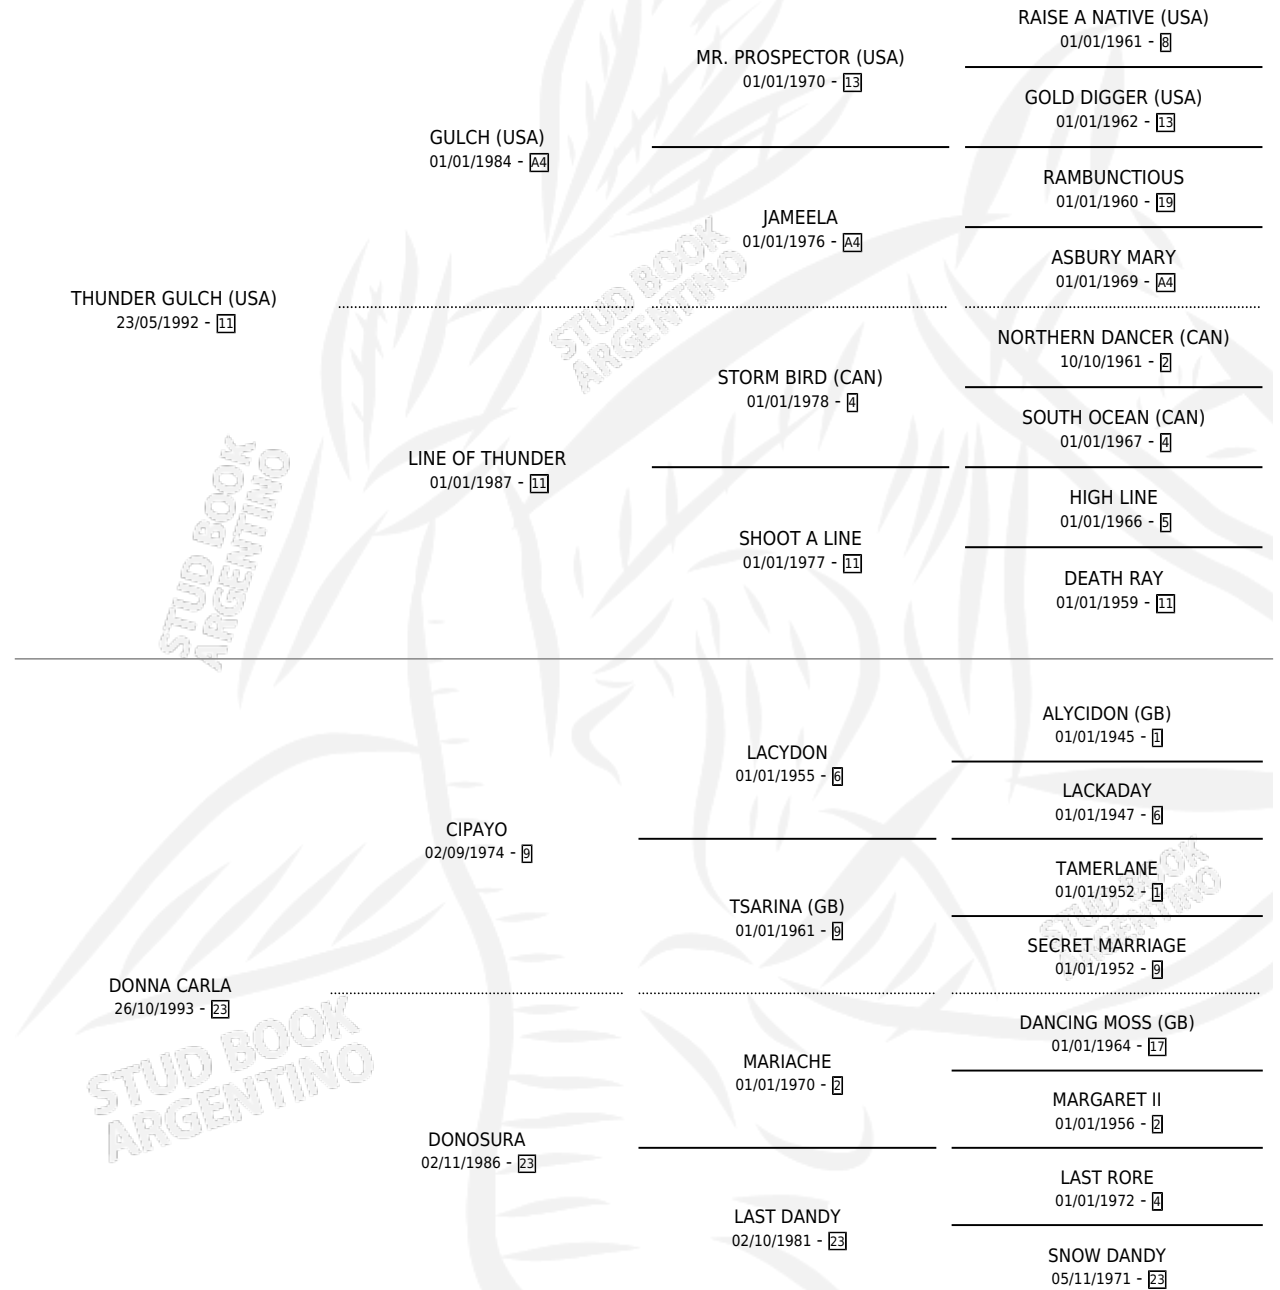 RAISE A NATIVE (USA)
01/01/1961 - 8
MR. PROSPECTOR (USA)
01/01/1970 - 13
GOLD DIGGER (USA)
01/01/1962 - 13
GULCH (USA)
01/01/1984 - A4
RAMBUNCTIOUS
01/01/1960 - 19
JAMEELA
01/01/1976 - A4
ASBURY MARY
01/01/1969 - A4
THUNDER GULCH (USA)
23/05/1992 - 11
NORTHERN DANCER (CAN)
10/10/1961 - 2
STORM BIRD (CAN)
01/01/1978 - 4
SOUTH OCEAN (CAN)
01/01/1967 - 4
LINE OF THUNDER
01/01/1987 - 11
HIGH LINE
01/01/1966 - 5
SHOOT A LINE
01/01/1977 - 11
DEATH RAY
01/01/1959 - 11
ALYCIDON (GB)
01/01/1945 - 1
LACYDON
01/01/1955 - 6
LACKADAY
01/01/1947 - 6
CIPAYO
02/09/1974 - 9
TAMERLANE
01/01/1952 - 1
TSARINA (GB)
01/01/1961 - 9
SECRET MARRIAGE
01/01/1952 - 9
DONNA CARLA
26/10/1993 - 23
DANCING MOSS (GB)
01/01/1964 - 17
MARIACHE
01/01/1970 - 2
MARGARET II
01/01/1956 - 2
DONOSURA
02/11/1986 - 23
LAST RORE
01/01/1972 - 4
LAST DANDY
02/10/1981 - 23
SNOW DANDY
05/11/1971 - 23
STUD BOOK
ARGENTINO
STUD BOOK
ARGENTINO
STUD BOOK
ARGENTINO
STUD BOOK
ARGENTINO